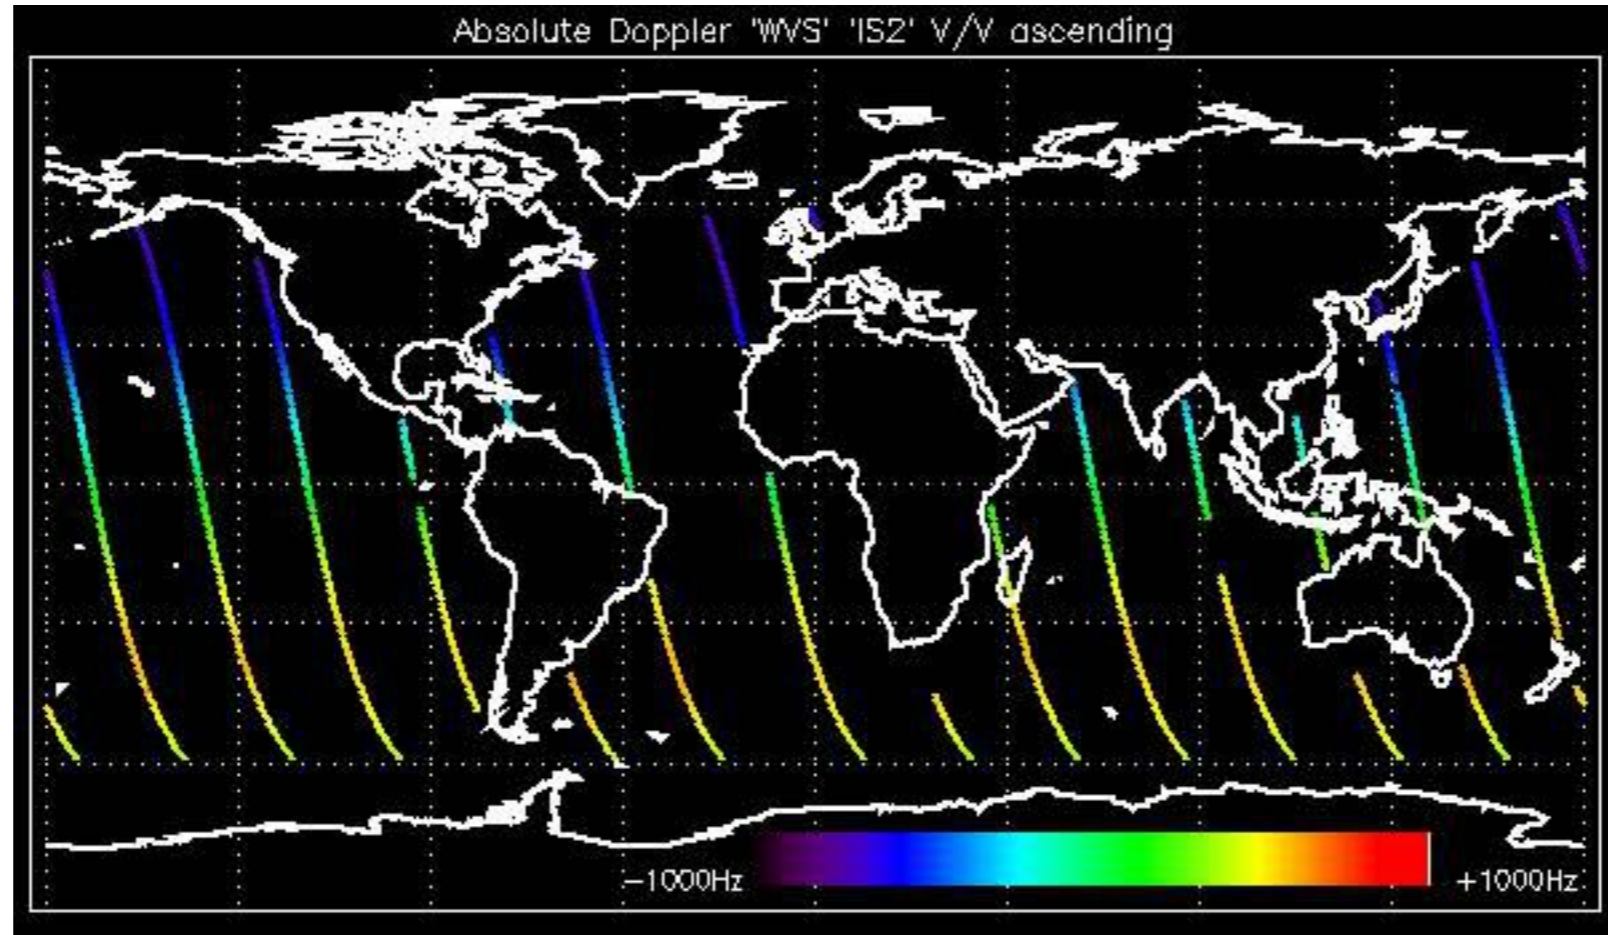 Absolute Doppler 'WVS' 'IS2' V/V ascending
−1000Hz +1000Hz